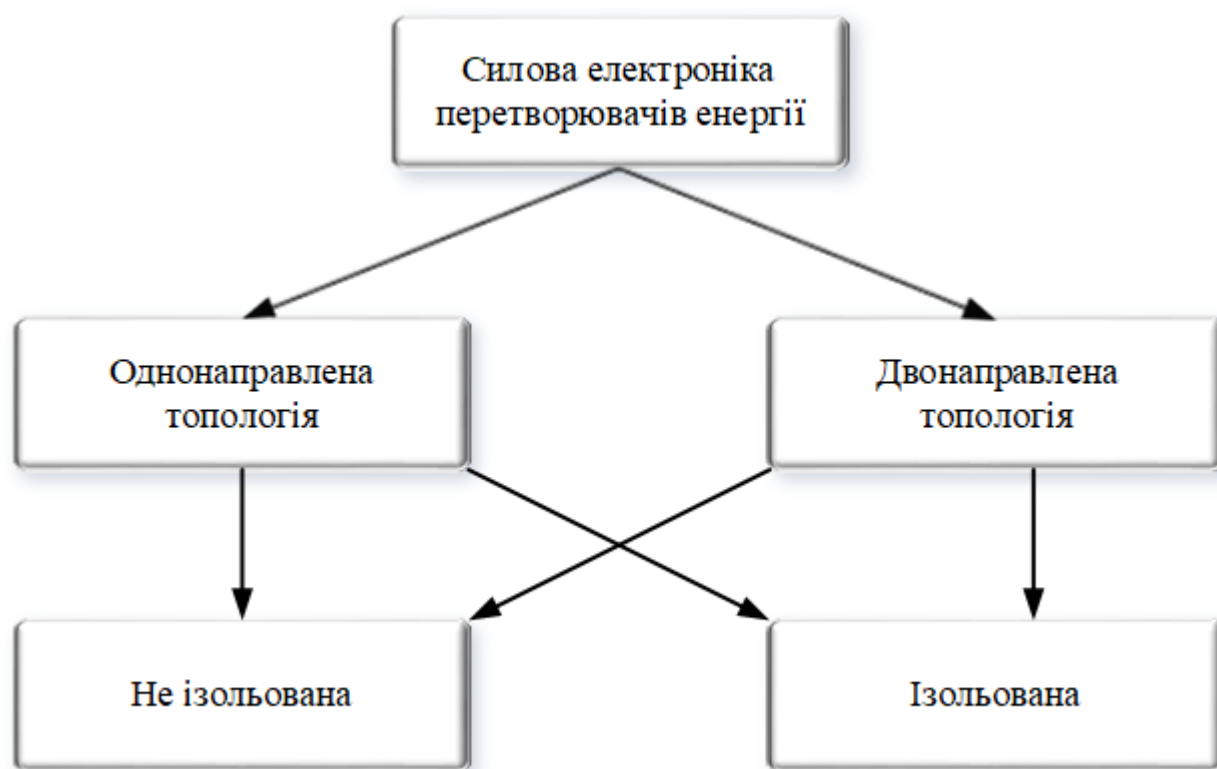 Силова електроніка
перетворювачів енергії
Однонаправлена
топологія
Двонаправлена
топологія
Не ізольована
Ізольована